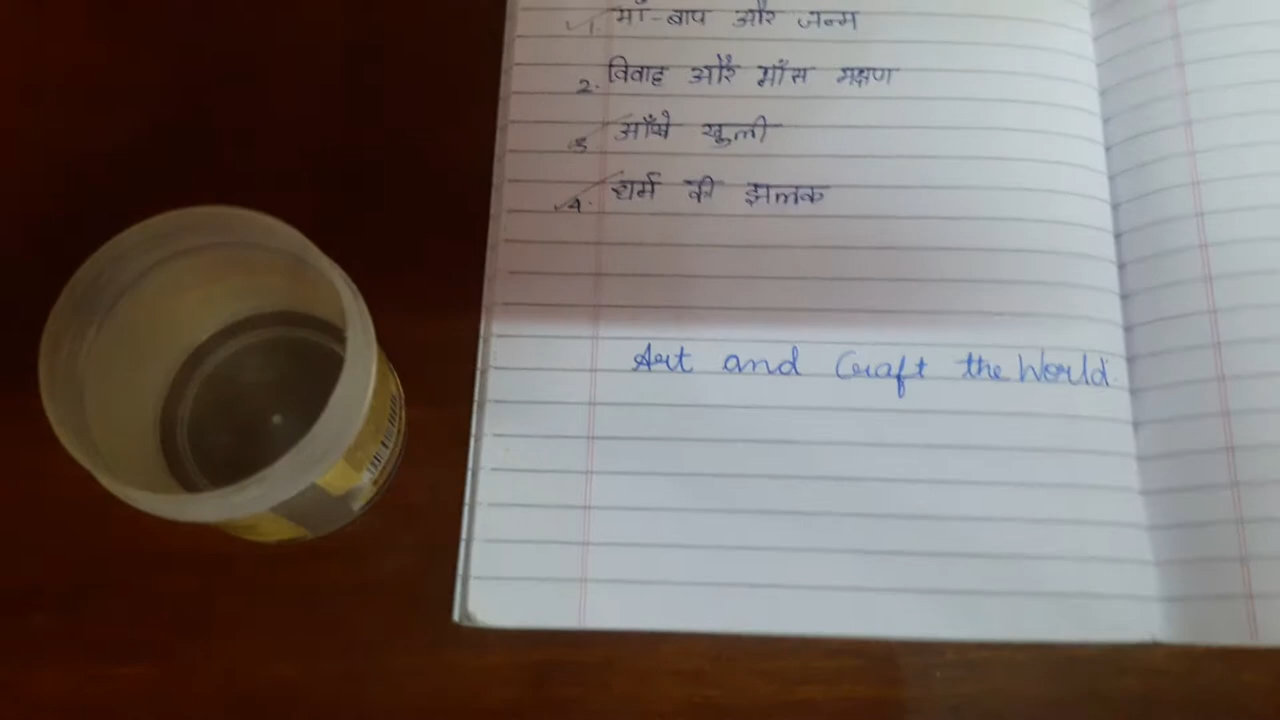 1. माँ-बाप और जन्म
2. विवाह और माँस भक्षण
3. आँखे खुली
4. धर्म की झलक
Art and Craft the World.